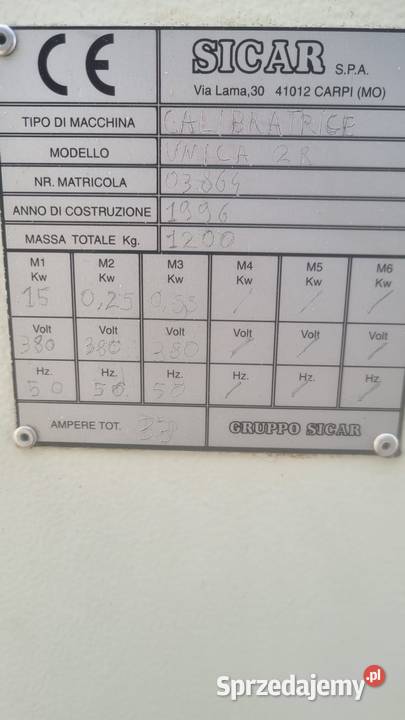 CE SICAR S.P.A.
Via Lama,30 41012 CARPI (MO)
TIPO DI MACCHINA CALIBRATRICE
MODELLO UNICA 2R
NR. MATRICOLA 03.864
ANNO DI COSTRUZIONE 1996
MASSA TOTALE Kg. 1200
M1 M2 M3 M4 M5 M6
Kw Kw Kw Kw Kw Kw
15 0,25 / / /
Volt Volt Volt Volt Volt Volt
380 380 380 / / /
Hz. Hz. Hz. Hz. Hz. Hz.
50 50 50 / / /
AMPERE TOT. 33 GRUPPO SICAR
Sprzedajemy.pl